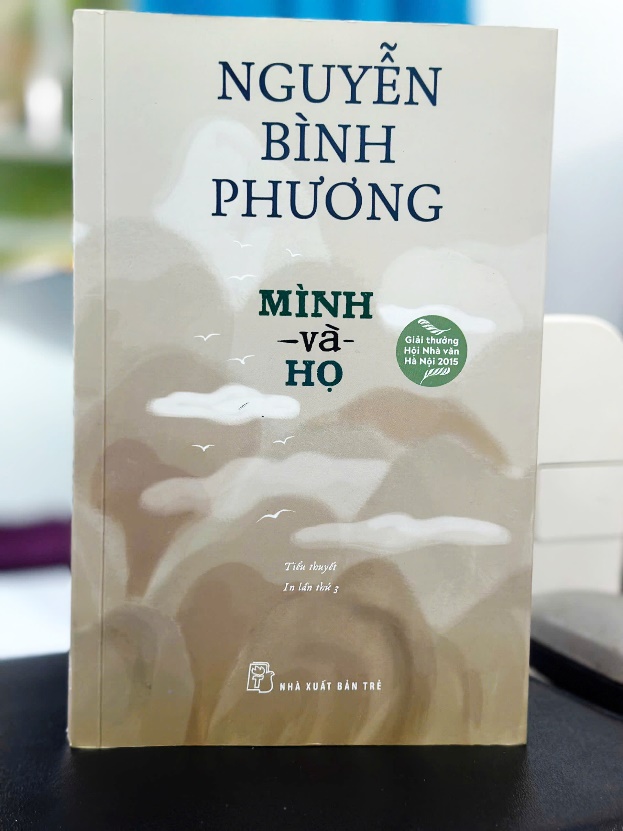 NGUYỄN
BÌNH
PHƯƠNG
MÌNH
-và-
HỌ
Giải thưởng
Hội Nhà văn
Hà Nội 2015
Tiểu thuyết
In lần thứ 3
NHÀ XUẤT BẢN TRẺ